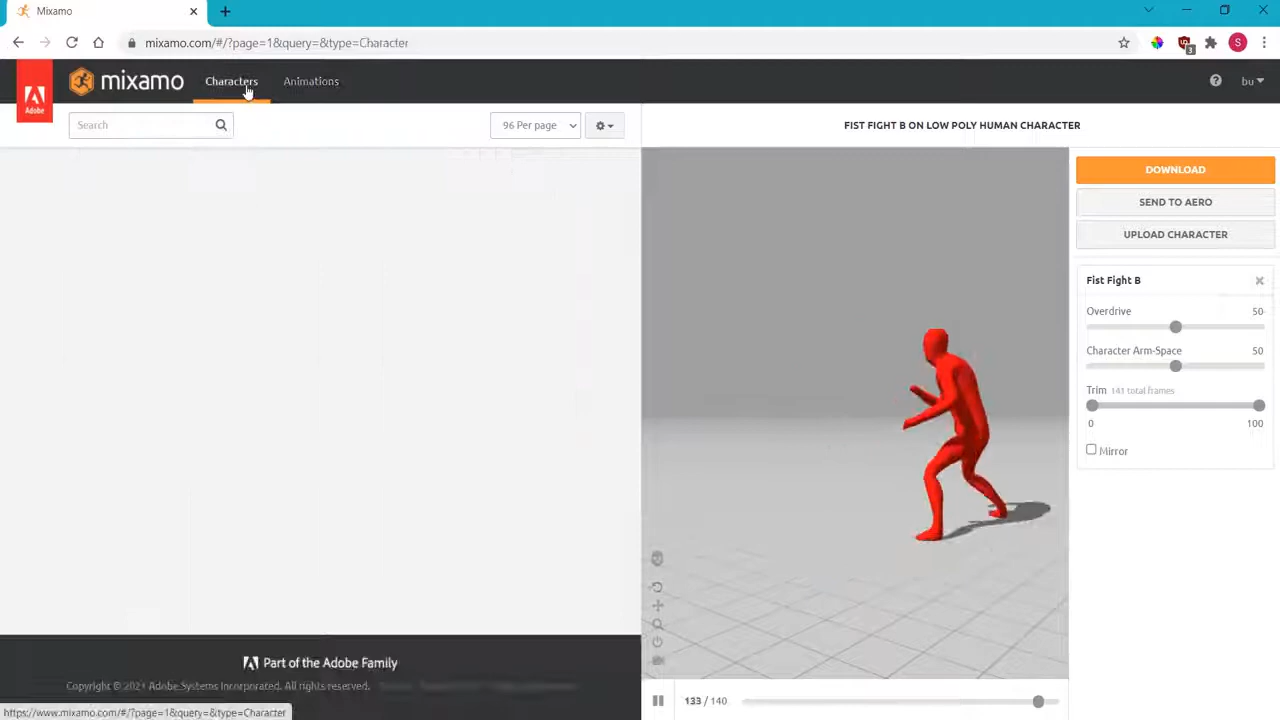 Mixamo
mixamo.com/#/?page=1&query=&type=Character
3
S
Adobe
mixamo
Characters
Animations
bu
Search
96 Per page
FIST FIGHT B ON LOW POLY HUMAN CHARACTER
DOWNLOAD
SEND TO AERO
UPLOAD CHARACTER
Fist Fight B
Overdrive 50
Character Arm-Space 50
Trim 141 total frames
0 100
Mirror
Part of the Adobe Family
Copyright © 2021 Adobe Systems Incorporated. All rights reserved.
133 / 140
https://www.mixamo.com/#/?page=1&query=&type=Character